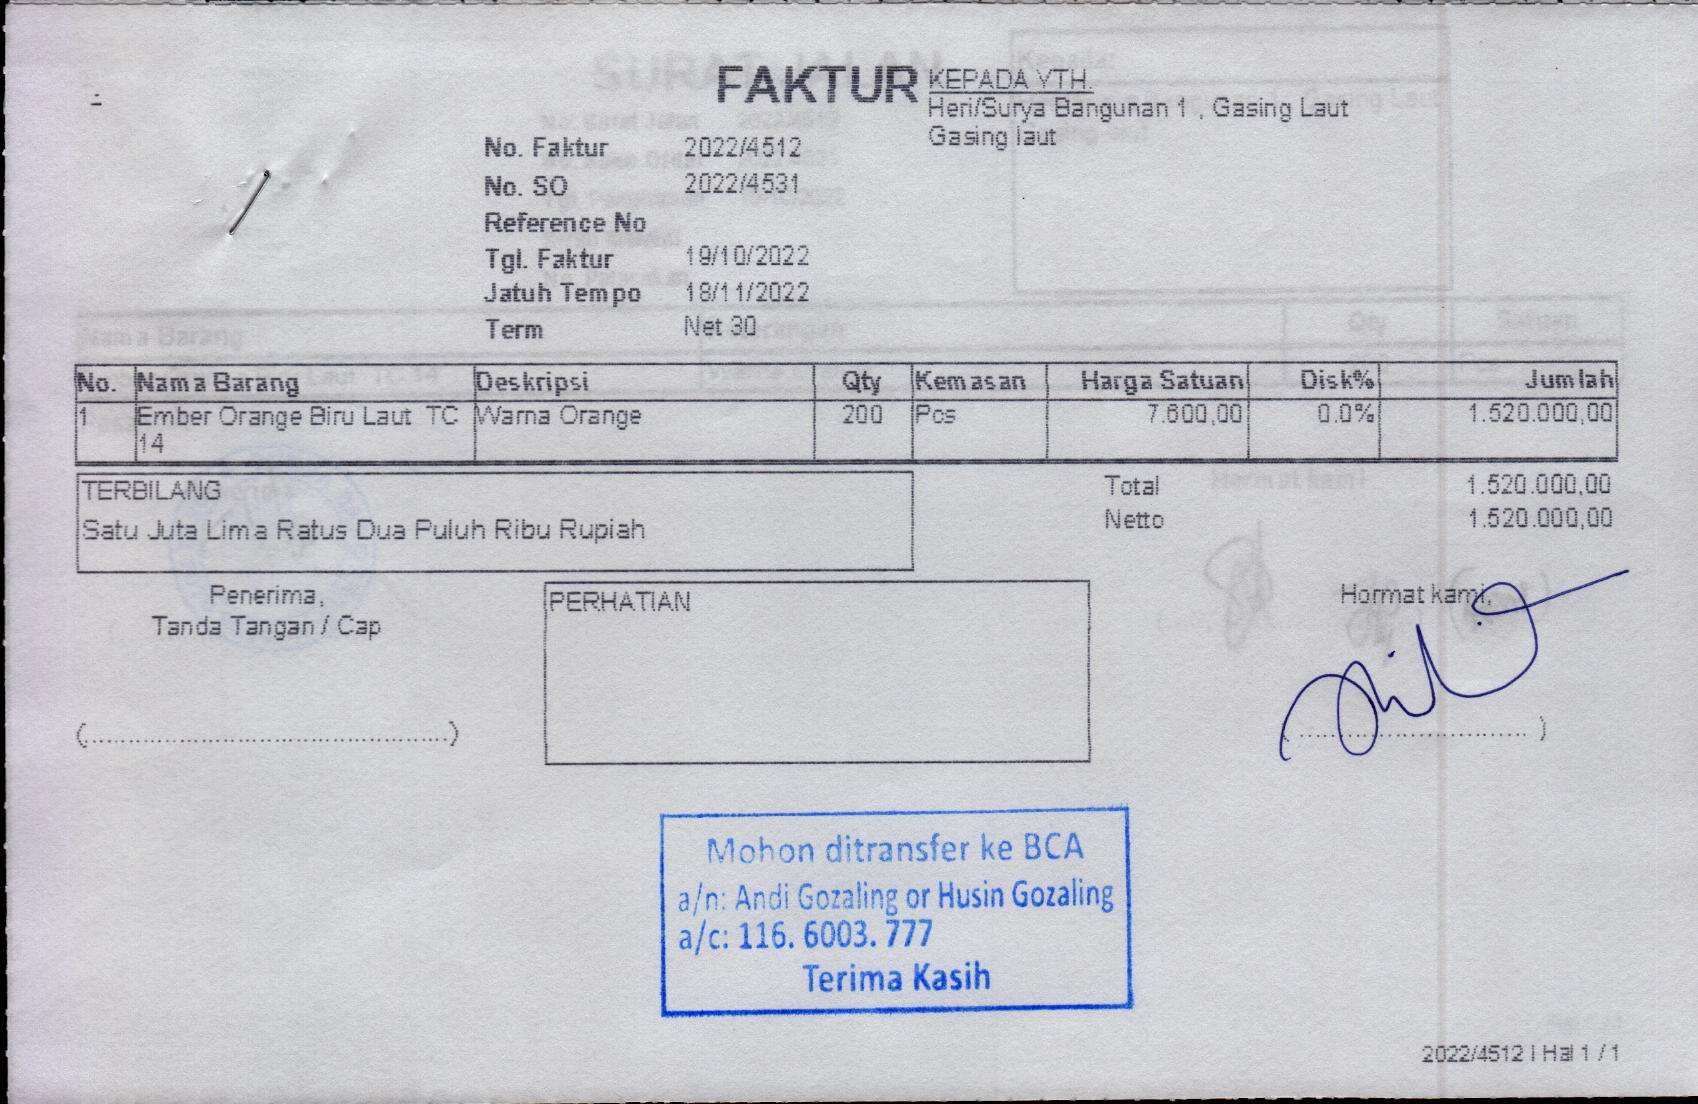 FAKTUR
KEPADA YTH.
Heri/Surya Bangunan 1 , Gasing Laut
Gasing laut
No. Faktur 2022/4512
No. SO 2022/4531
Reference No
Tgl. Faktur 19/10/2022
Jatuh Tempo 18/11/2022
Term Net 30
No. Nama Barang Deskripsi Qty Kemasan Harga Satuan Disk% Jumlah
1 Ember Orange Biru Laut TC Warna Orange 200 Pcs 7.600,00 0.0% 1.520.000,00
14
TERBILANG
Satu Juta Lima Ratus Dua Puluh Ribu Rupiah
Total 1.520.000,00
Netto 1.520.000,00
Penerima,
Tanda Tangan / Cap
(..............................................)
PERHATIAN
Hormat kami,
( .............................. )
Mohon ditransfer ke BCA
a/n: Andi Gozaling or Husin Gozaling
a/c: 116. 6003. 777
Terima Kasih
2022/4512 | Hal 1 / 1